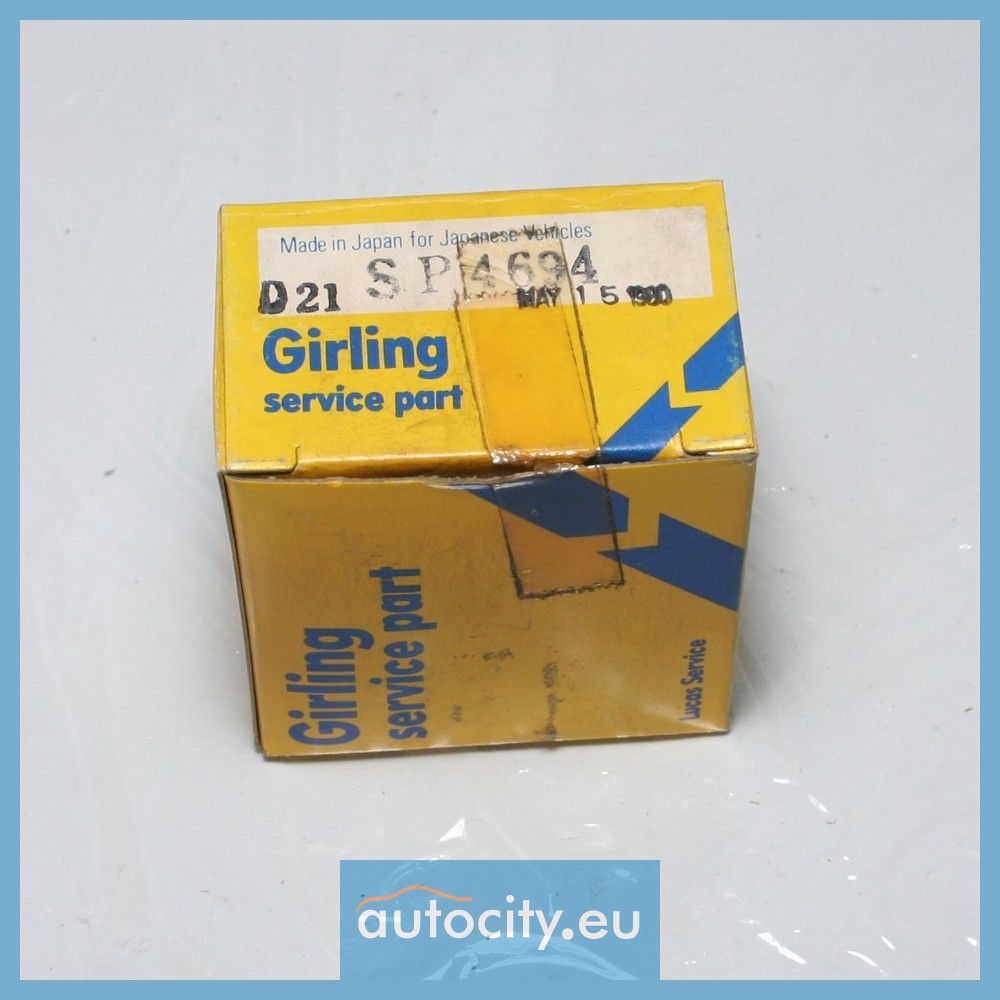 Made in Japan for Japanese Vehicles
SP4694
D21 MAY 15 1980
Girling
service part
Girling
service part
Lucas Service
autocity.eu